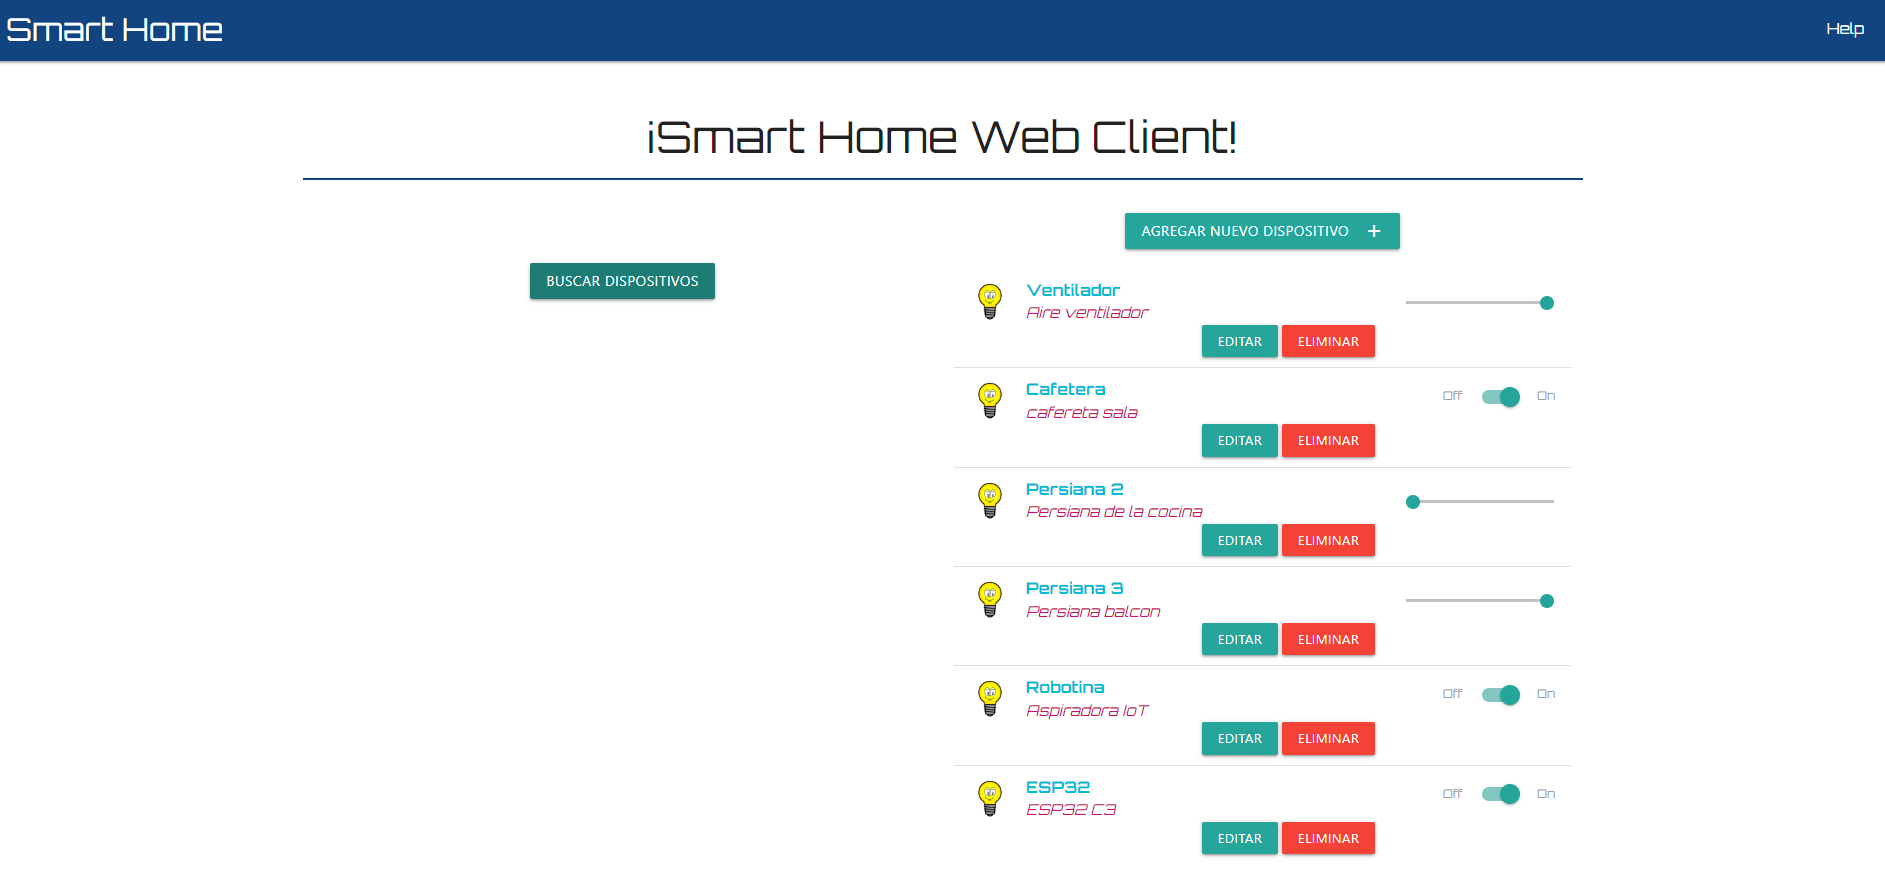 Smart Home
Help
¡Smart Home Web Client!
BUSCAR DISPOSITIVOS
AGREGAR NUEVO DISPOSITIVO +
Ventilador
Aire ventilador
EDITAR ELIMINAR
Cafetera
cafereta sala
Off On
EDITAR ELIMINAR
Persiana 2
Persiana de la cocina
EDITAR ELIMINAR
Persiana 3
Persiana balcon
EDITAR ELIMINAR
Robotina
Aspiradora IoT
Off On
EDITAR ELIMINAR
ESP32
ESP32 C3
Off On
EDITAR ELIMINAR